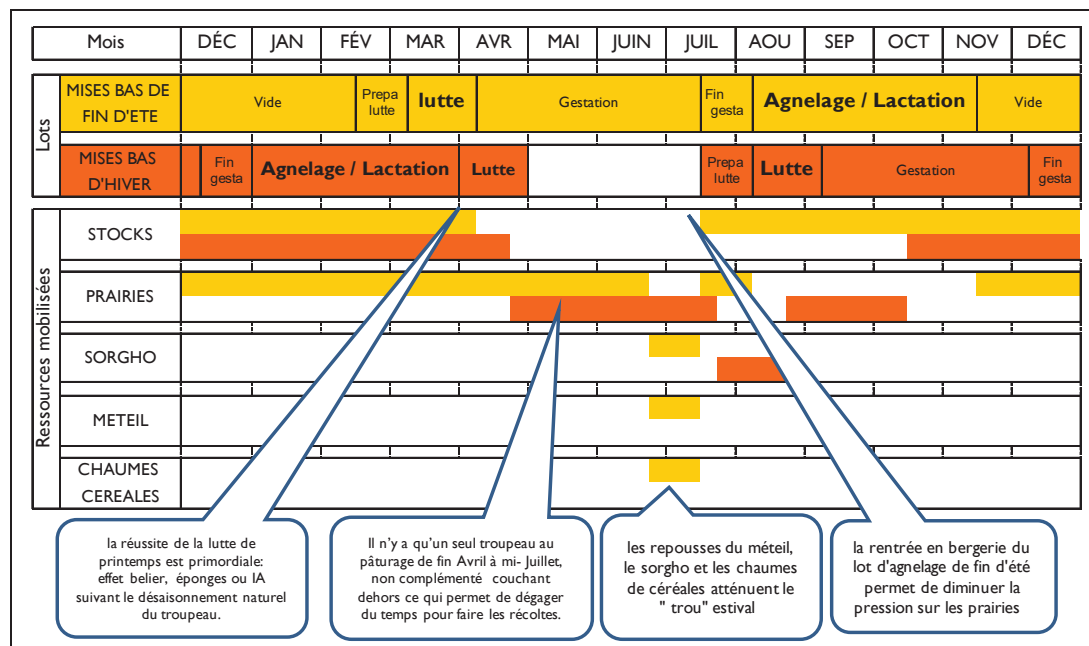 Mois DÉC JAN FÉV MAR AVR MAI JUIN JUIL AOU SEP OCT NOV DÉC
Lots
MISES BAS DE
FIN D'ETE
Vide
Prepa
lutte
lutte
Gestation
Fin
gesta
Agnelage / Lactation
Vide
MISES BAS
D'HIVER
Fin
gesta
Agnelage / Lactation
Lutte
Prepa
lutte
Lutte
Gestation
Fin
gesta
Ressources mobilisées
STOCKS
PRAIRIES
SORGHO
METEIL
CHAUMES
CEREALES
la réussite de la lutte de
printemps est primordiale:
effet belier, éponges ou IA
suivant le désaisonnement naturel
du troupeau.
Il n'y a qu'un seul troupeau au
pâturage de fin Avril à mi- Juillet,
non complémenté couchant
dehors ce qui permet de dégager
du temps pour faire les récoltes.
les repousses du méteil,
le sorgho et les chaumes
de céréales atténuent le
" trou" estival
la rentrée en bergerie du
lot d'agnelage de fin d'été
permet de diminuer la
pression sur les prairies